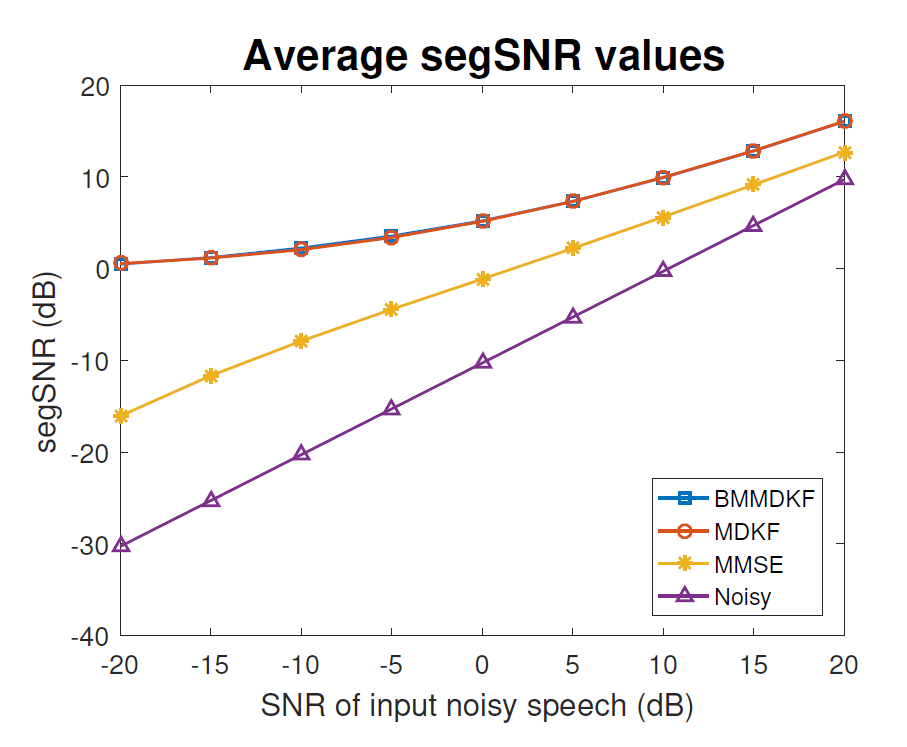 Average segSNR values
20
10
0
-10
-20
-30
-40
segSNR (dB)
-20 -15 -10 -5 0 5 10 15 20
SNR of input noisy speech (dB)
BMMDKF
MDKF
MMSE
Noisy